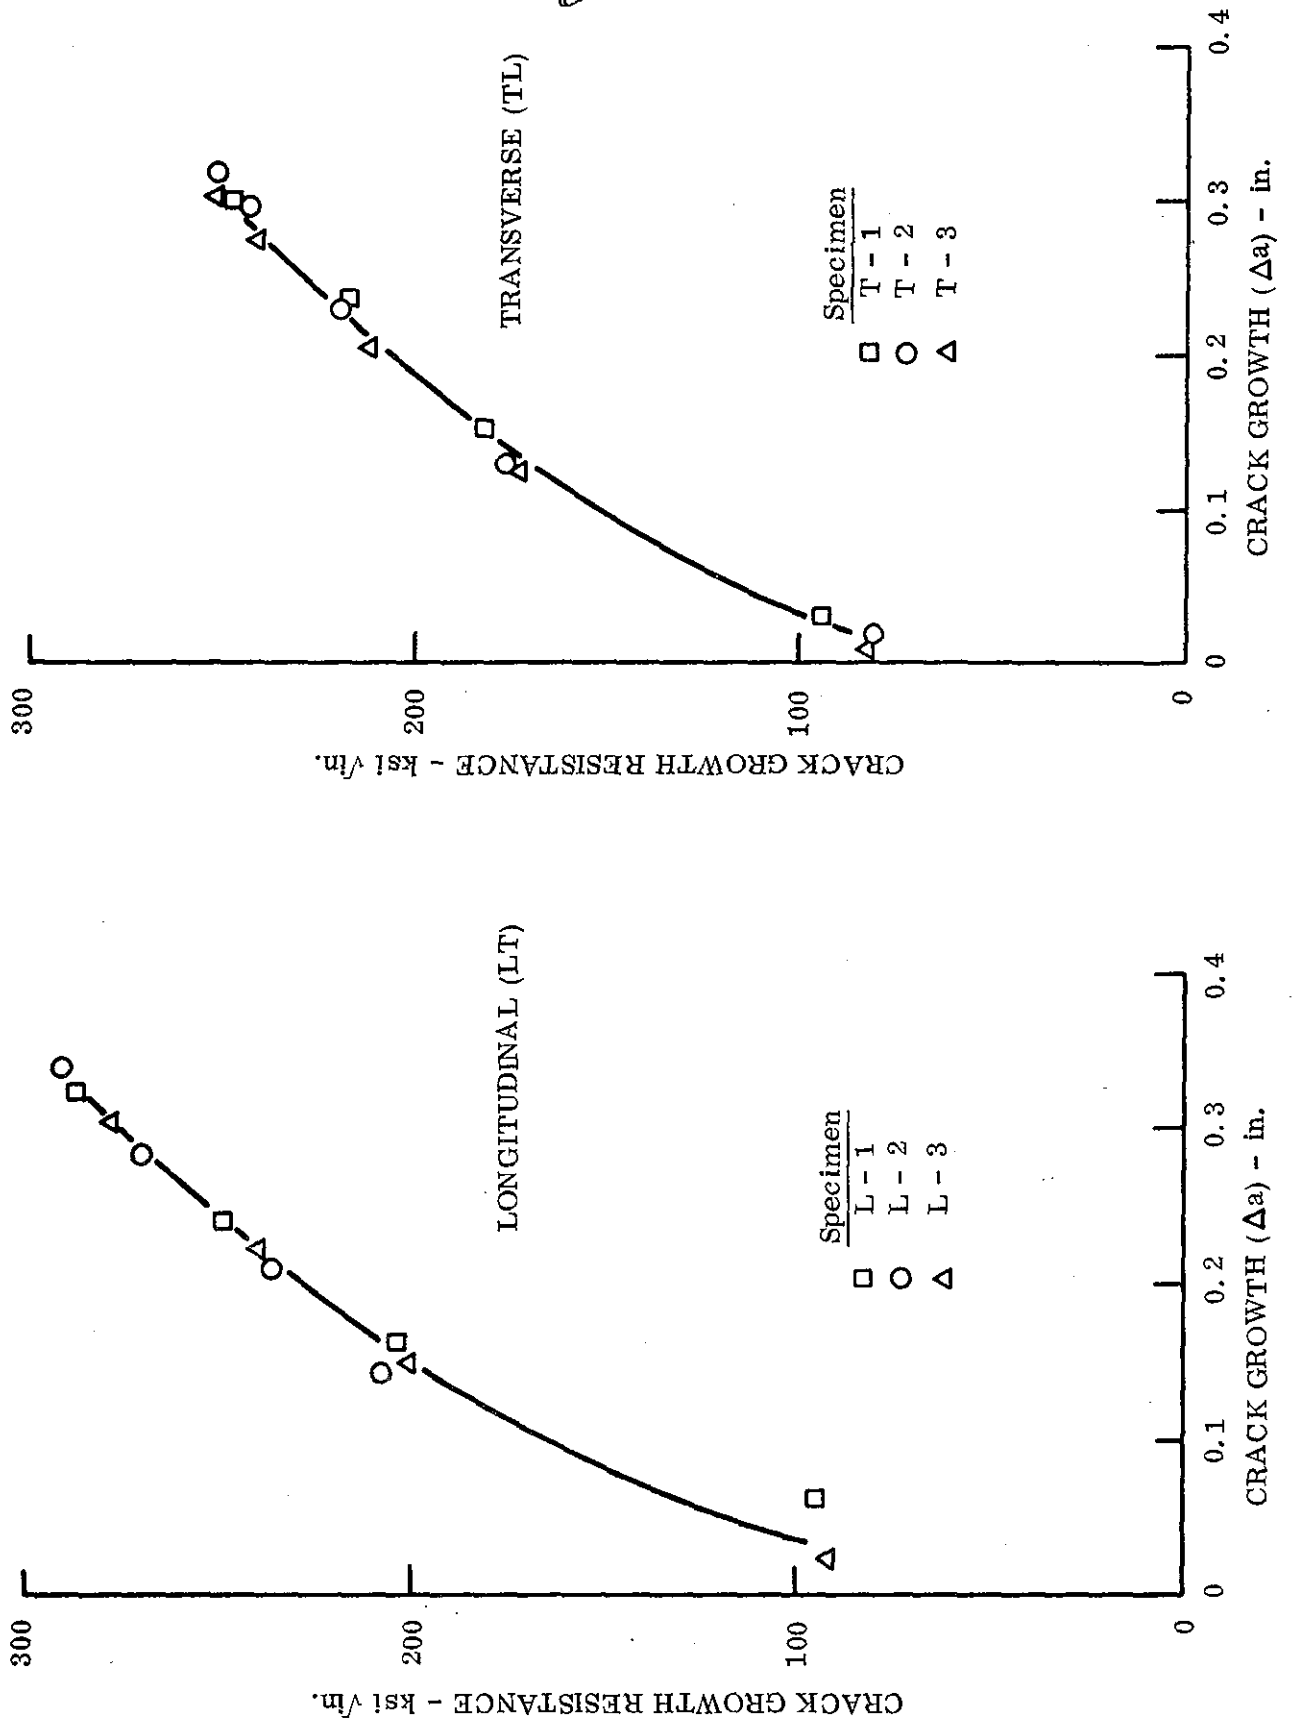 CRACK GROWTH RESISTANCE - ksi √in.
300
200
100
0
LONGITUDINAL (LT)
Specimen
□ L - 1
○ L - 2
△ L - 3
0 0.1 0.2 0.3 0.4
CRACK GROWTH (Δa) - in.
CRACK GROWTH RESISTANCE - ksi √in.
300
200
100
0
TRANSVERSE (TL)
Specimen
□ T - 1
○ T - 2
△ T - 3
0 0.1 0.2 0.3 0.4
CRACK GROWTH (Δa) - in.